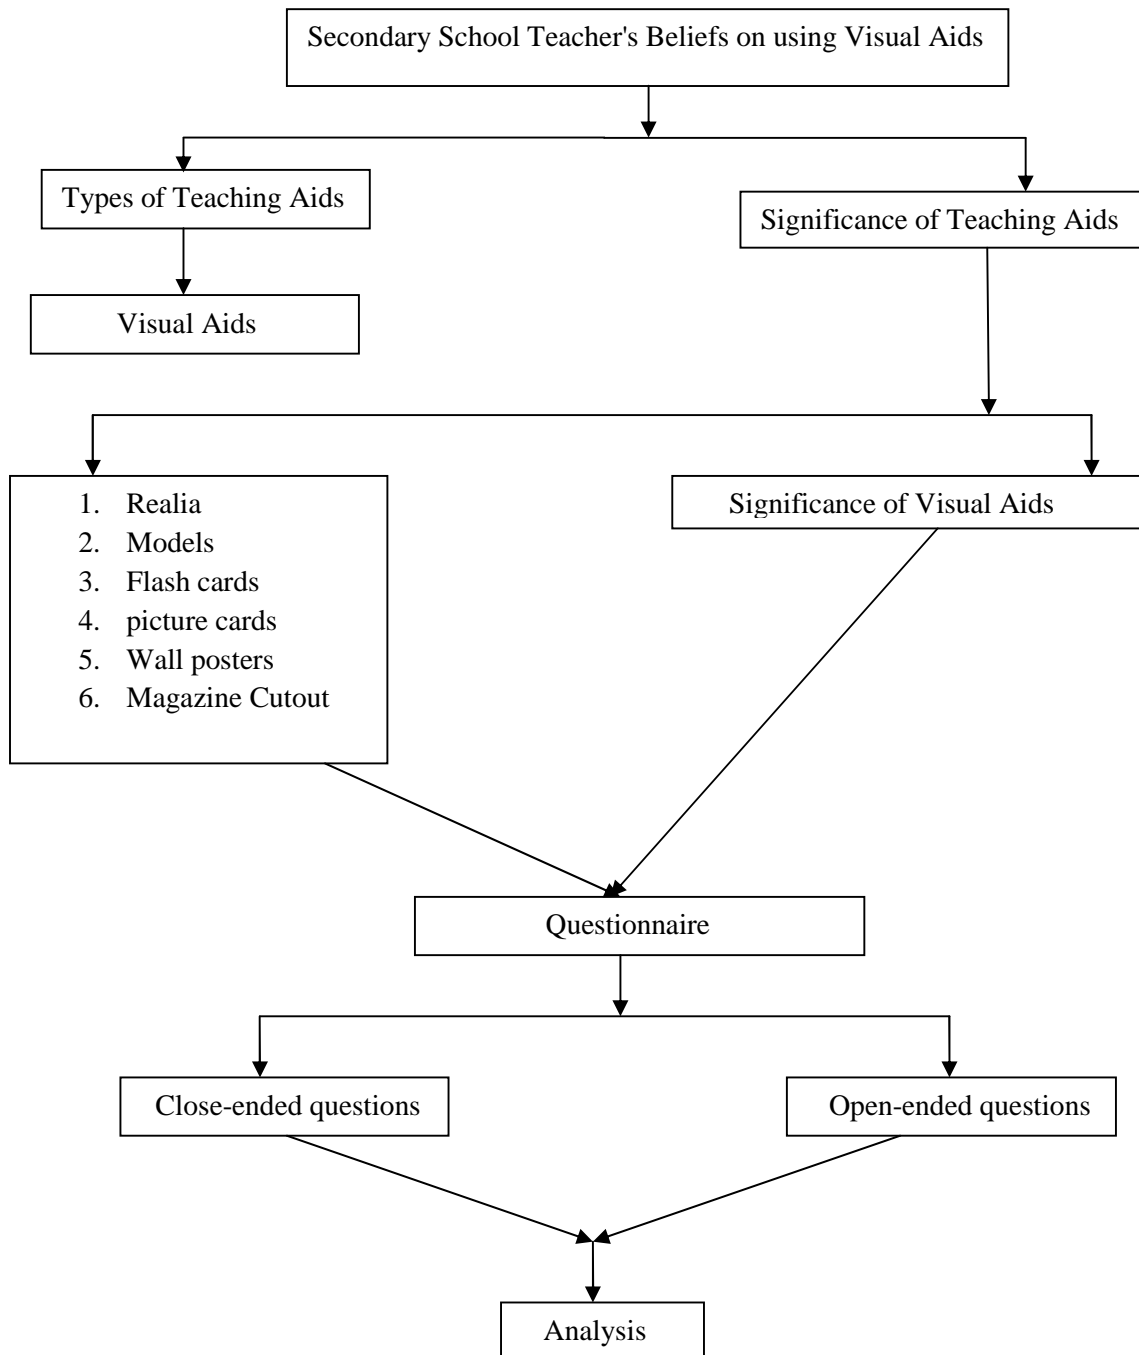 Secondary School Teacher's Beliefs on using Visual Aids
Types of Teaching Aids
Significance of Teaching Aids
Visual Aids
1. Realia
2. Models
3. Flash cards
4. picture cards
5. Wall posters
6. Magazine Cutout
Significance of Visual Aids
Questionnaire
Close-ended questions
Open-ended questions
Analysis